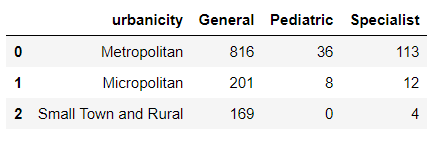 urbanicity General Pediatric Specialist
0 Metropolitan 816 36 113
1 Micropolitan 201 8 12
2 Small Town and Rural 169 0 4